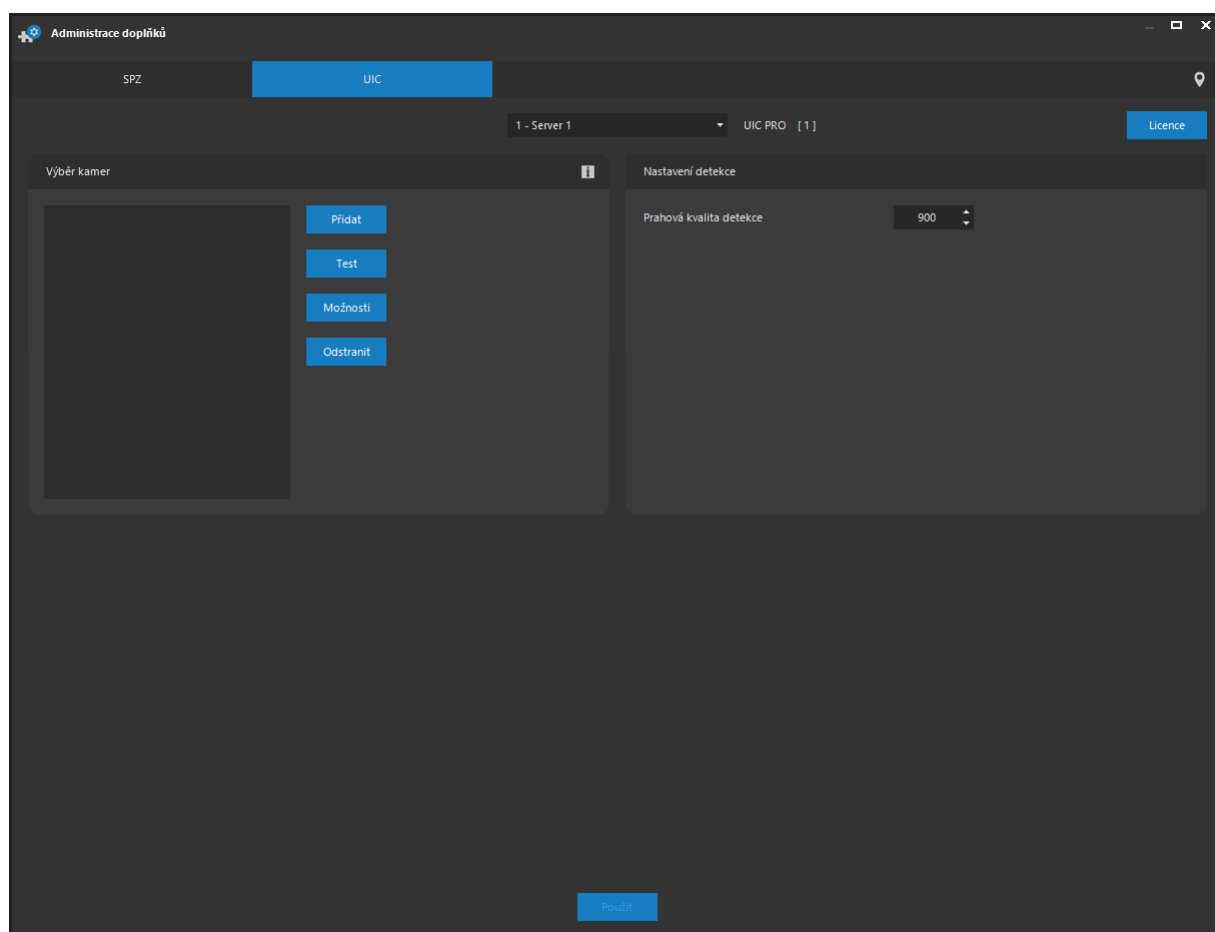 Administrace doplňků
SPZ
UIC
1 - Server 1
UIC PRO [ 1 ]
Licence
Výběr kamer
Přidat
Test
Možnosti
Odstranit
Nastavení detekce
Prahová kvalita detekce
900
Použít